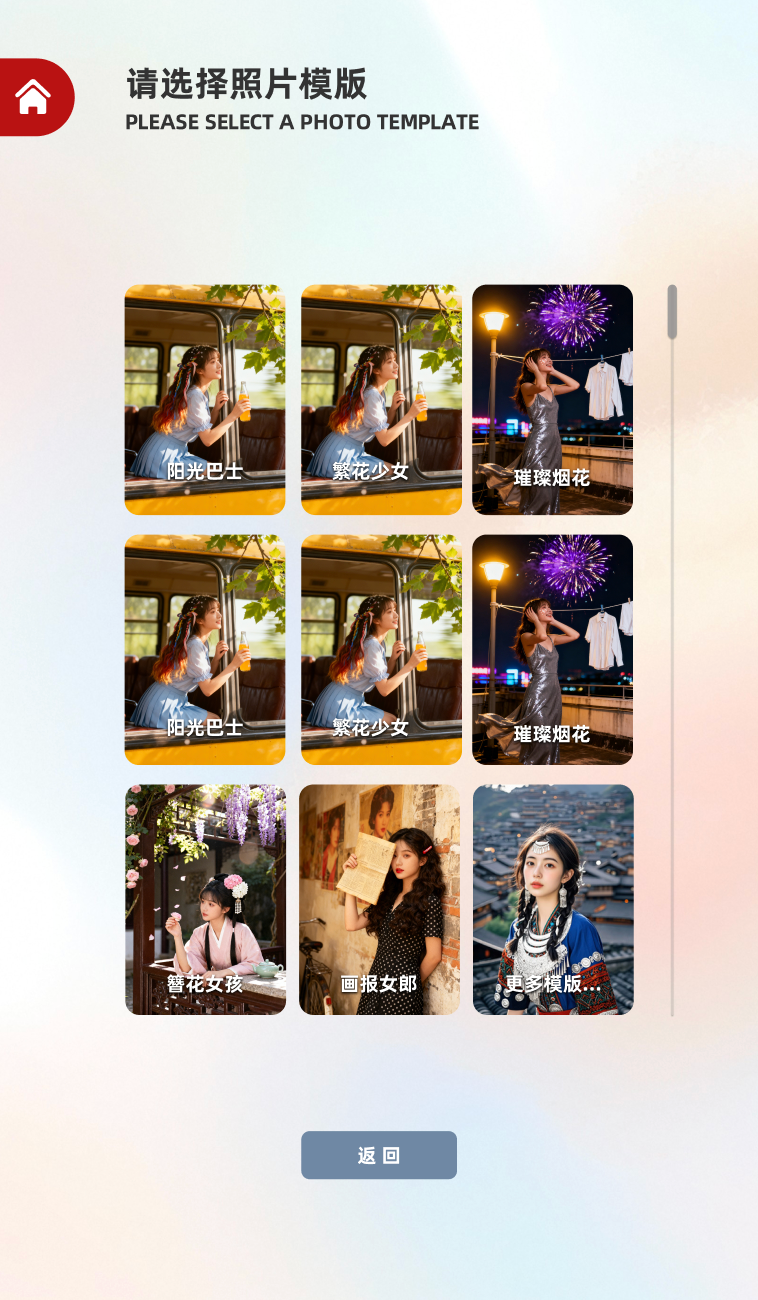 请选择照片模版
PLEASE SELECT A PHOTO TEMPLATE
阳光巴士
繁花少女
璀璨烟花
阳光巴士
繁花少女
璀璨烟花
簪花女孩
画报女郎
更多模版...
返回